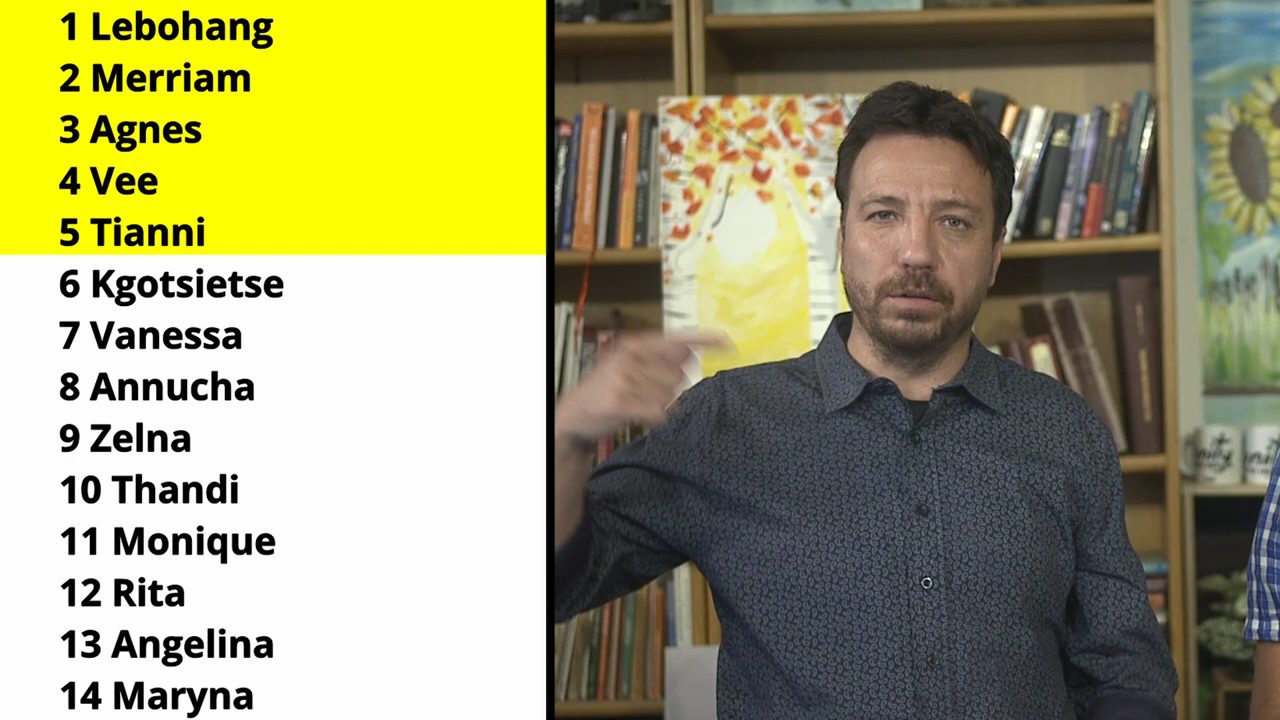 1 Lebohang
2 Merriam
3 Agnes
4 Vee
5 Tianni
6 Kgotsietse
7 Vanessa
8 Annucha
9 Zelna
10 Thandi
11 Monique
12 Rita
13 Angelina
14 Maryna